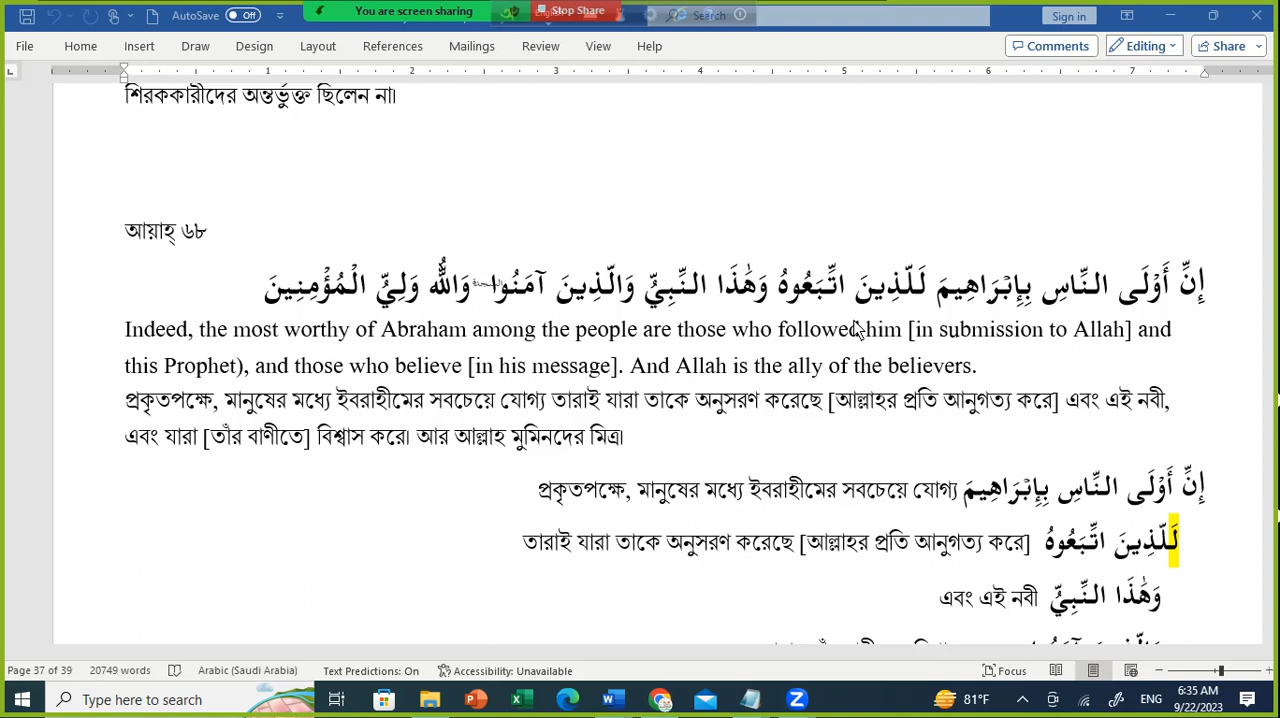 AutoSave Off
You are screen sharing
Stop Share
Search
Sign in
File Home Insert Draw Design Layout References Mailings Review View Help
Comments Editing Share
1 2 3 4 5 6 7
শিরককারীদের অন্তর্ভুক্ত ছিলেন না।
আয়াহ্ ৬৮
إِنَّ أَوْلَى النَّاسِ بِإِبْرَاهِيمَ لَلَّذِينَ اتَّبَعُوهُ وَهَٰذَا النَّبِيُّ وَالَّذِينَ آمَنُوا وَاللَّهُ وَلِيُّ الْمُؤْمِنِينَ
Indeed, the most worthy of Abraham among the people are those who followed him [in submission to Allah] and
this Prophet), and those who believe [in his message]. And Allah is the ally of the believers.
প্রকৃতপক্ষে, মানুষের মধ্যে ইবরাহীমের সবচেয়ে যোগ্য তারাই যারা তাকে অনুসরণ করেছে [আল্লাহর প্রতি আনুগত্য করে] এবং এই নবী,
এবং যারা [তাঁর বাণীতে] বিশ্বাস করে। আর আল্লাহ মুমিনদের মিত্র।
إِنَّ أَوْلَى النَّاسِ بِإِبْرَاهِيمَ প্রকৃতপক্ষে, মানুষের মধ্যে ইবরাহীমের সবচেয়ে যোগ্য
لَلَّذِينَ اتَّبَعُوهُ তারাই যারা তাকে অনুসরণ করেছে [আল্লাহর প্রতি আনুগত্য করে]
وَهَٰذَا النَّبِيُّ এবং এই নবী
Page 37 of 39 20749 words Arabic (Saudi Arabia) Text Predictions: On Accessibility: Unavailable Focus
Type here to search 81°F ENG 6:35 AM
9/22/2023